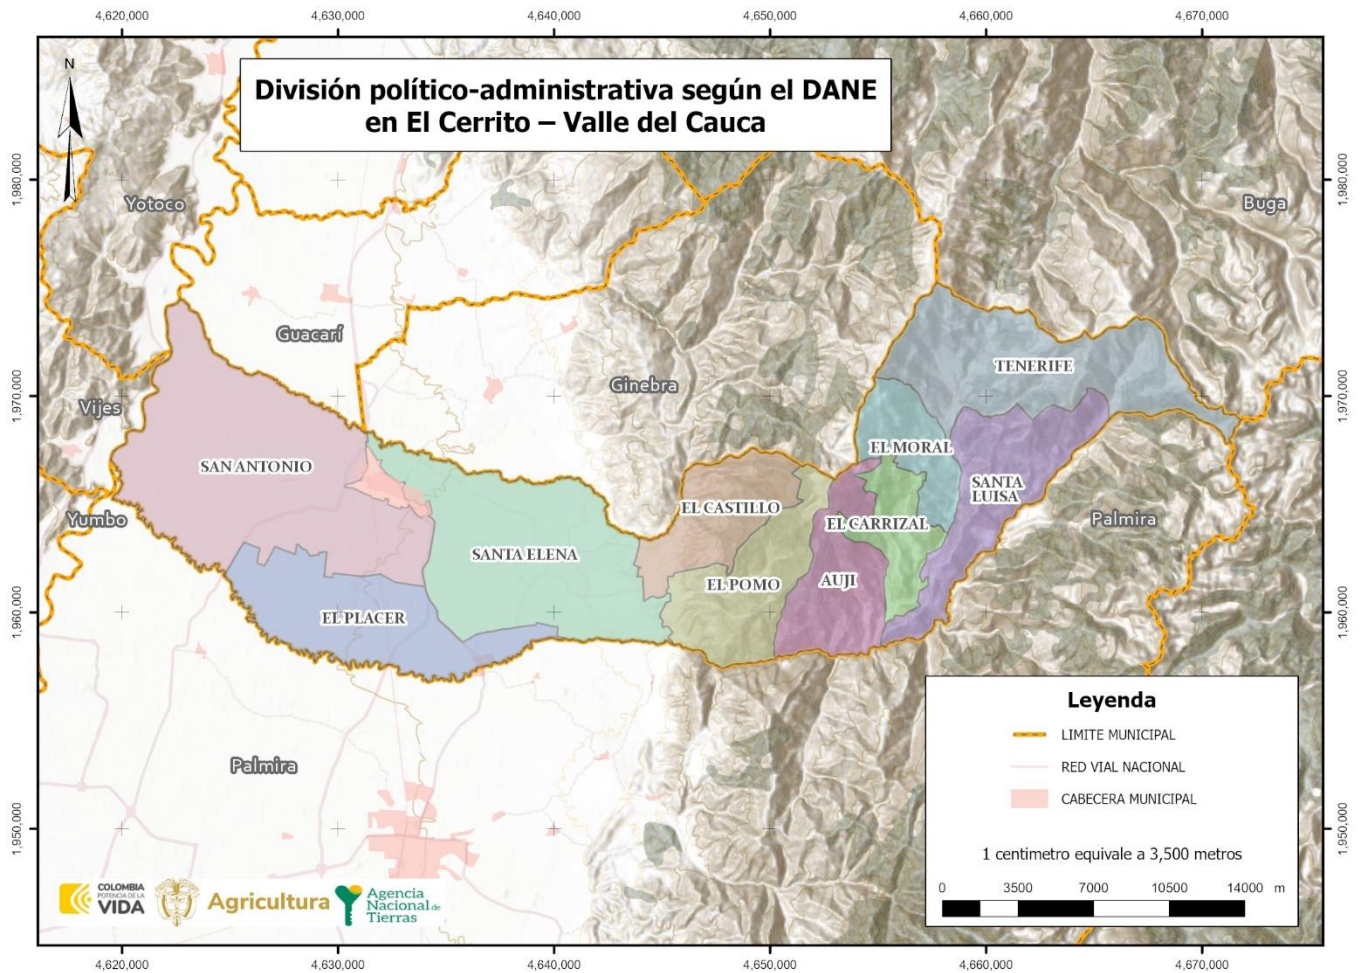 4,620,000
4,630,000
4,640,000
4,650,000
4,660,000
4,670,000
N
División político-administrativa según el DANE
en El Cerrito – Valle del Cauca
1,980,000
1,980,000
Yotoco
Buga
Guacarí
Ginebra
TENERIFE
1,970,000
1,970,000
Vijes
EL MORAL
SAN ANTONIO
SANTA
LUISA
EL CASTILLO
Yumbo
EL CARRIZAL
Palmira
SANTA ELENA
AUJI
EL POMO
1,960,000
1,960,000
EL PLACER
Palmira
Leyenda
LIMITE MUNICIPAL
RED VIAL NACIONAL
CABECERA MUNICIPAL
1 centimetro equivale a 3,500 metros
0 3500 7000 10500 14000 m
1,950,000
1,950,000
COLOMBIA
POTENCIA DE LA
VIDA
Agricultura
Agencia
Nacional de
Tierras
4,620,000
4,630,000
4,640,000
4,650,000
4,660,000
4,670,000